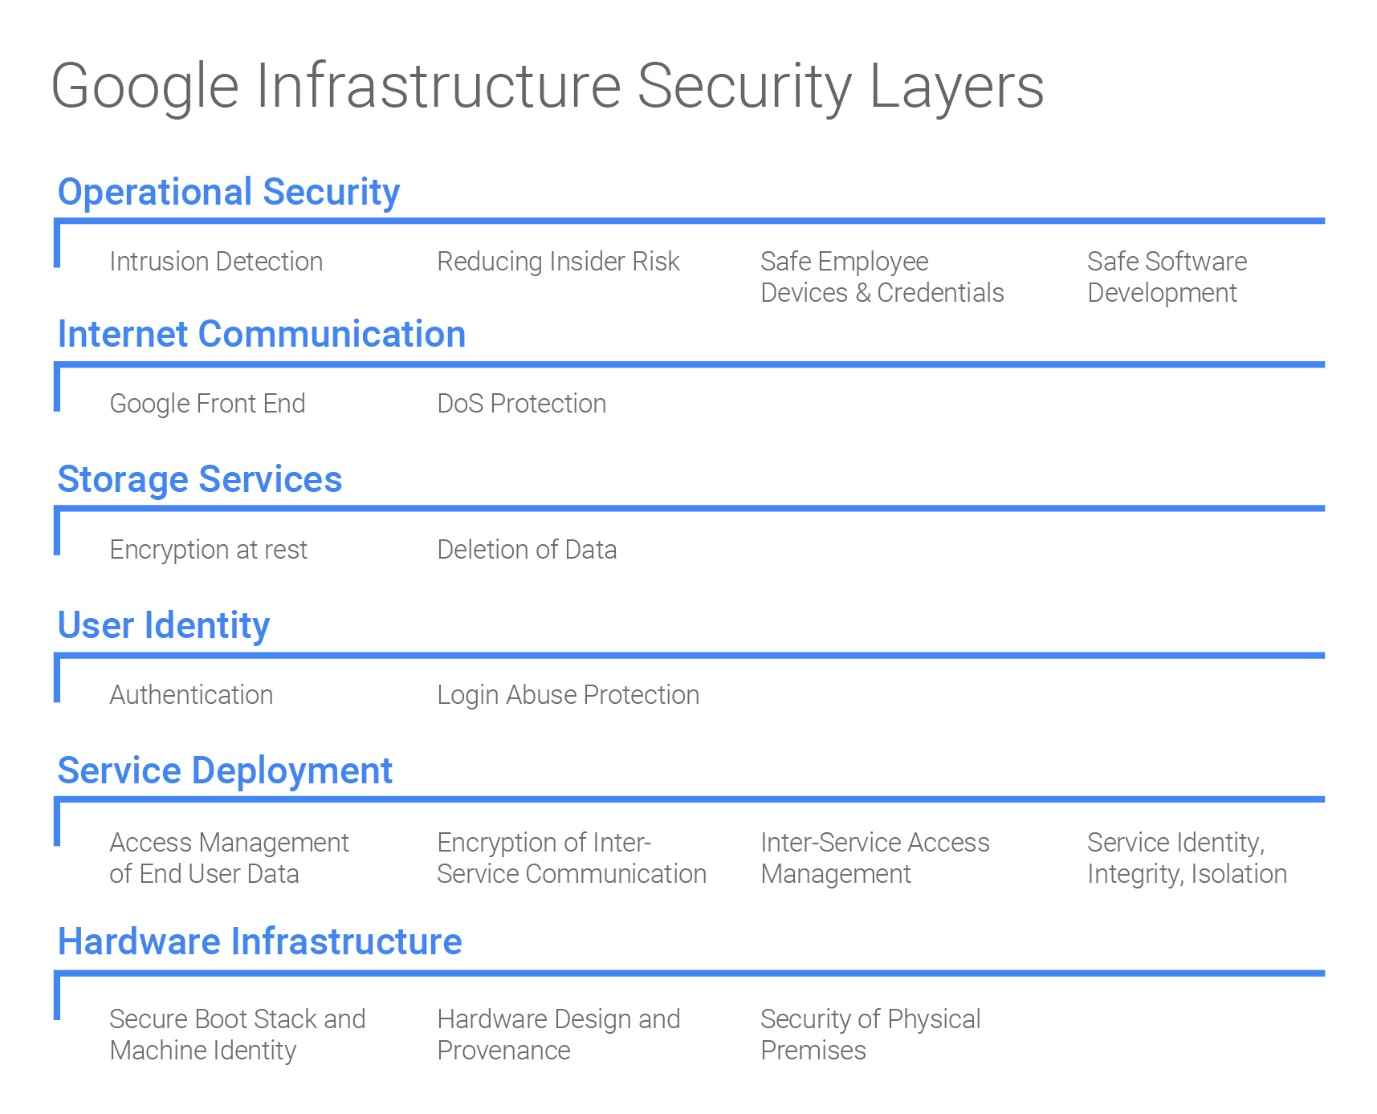 Google Infrastructure Security Layers
Operational Security
Intrusion Detection
Reducing Insider Risk
Safe Employee
Devices & Credentials
Safe Software
Development
Internet Communication
Google Front End
DoS Protection
Storage Services
Encryption at rest
Deletion of Data
User Identity
Authentication
Login Abuse Protection
Service Deployment
Access Management
of End User Data
Encryption of Inter-
Service Communication
Inter-Service Access
Management
Service Identity,
Integrity, Isolation
Hardware Infrastructure
Secure Boot Stack and
Machine Identity
Hardware Design and
Provenance
Security of Physical
Premises